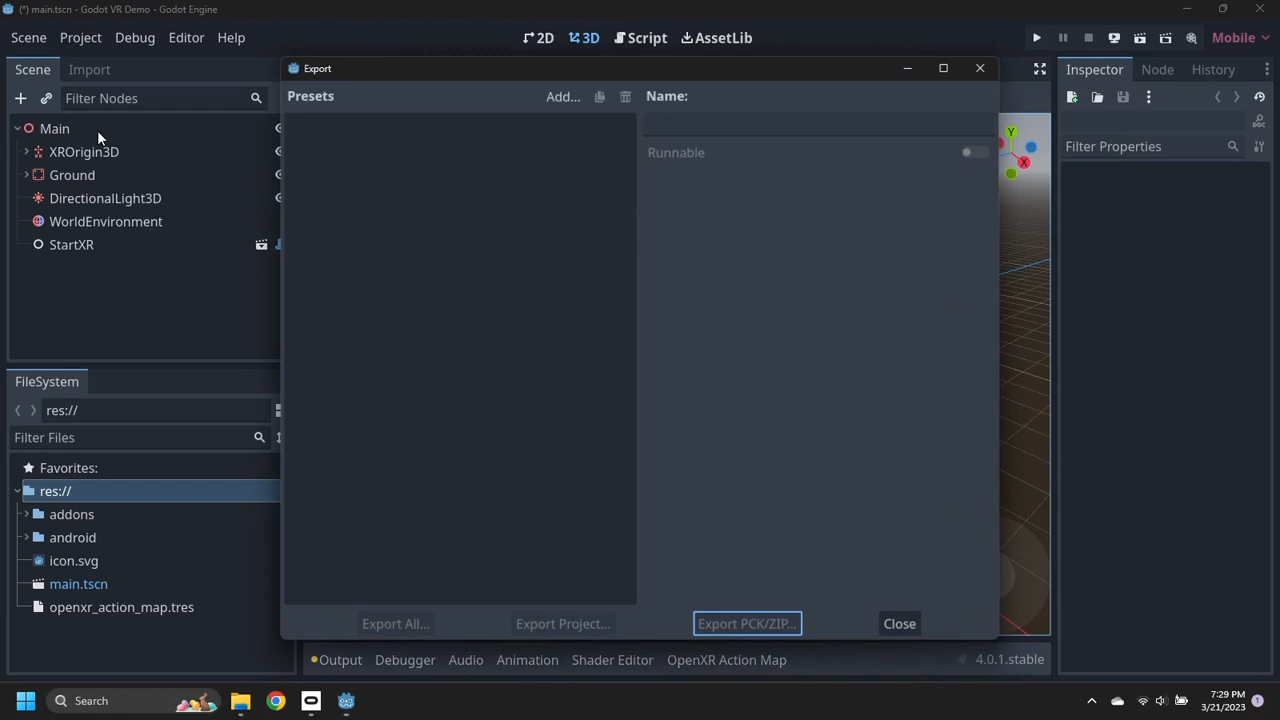 (*) main.tscn - Godot VR Demo - Godot Engine
Scene Project Debug Editor Help
2D 3D Script AssetLib
Mobile
Scene Import
Filter Nodes
Main
XROrigin3D
Ground
DirectionalLight3D
WorldEnvironment
StartXR
FileSystem
res://
Filter Files
Favorites:
res://
addons
android
icon.svg
main.tscn
openxr_action_map.tres
Export
Presets Add... Name:
Runnable
Export All... Export Project... Export PCK/ZIP... Close
Y
X
Inspector Node History
Filter Properties
Output Debugger Audio Animation Shader Editor OpenXR Action Map 4.0.1.stable
Search
7:29 PM
3/21/2023
1